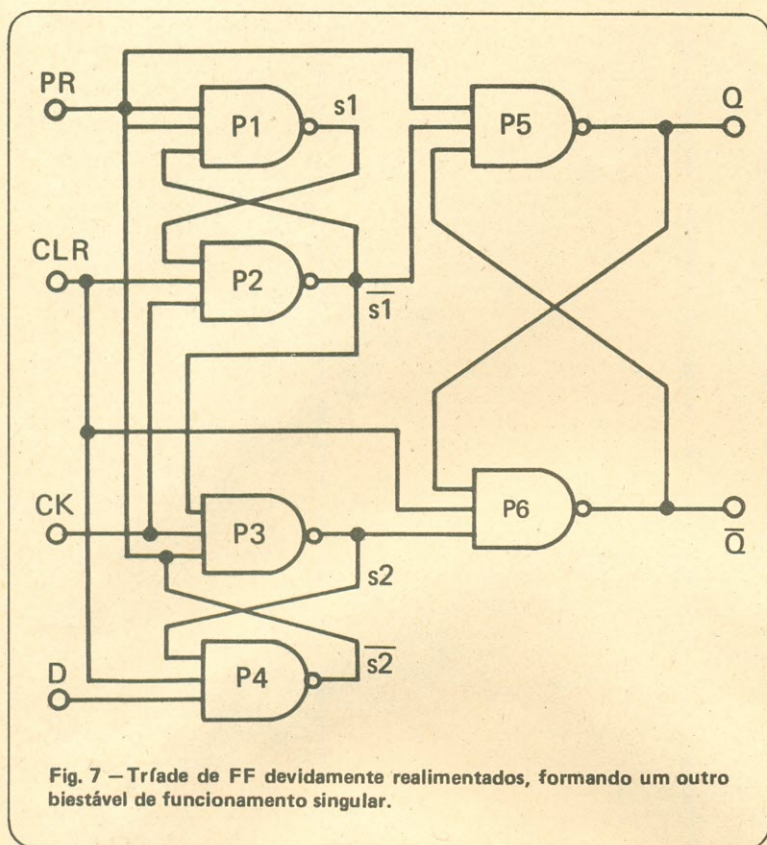 PR
P1
s1
P5
Q
CLR
P2
s1
CK
P3
s2
P6
Q
D
P4
s2
Fig. 7 — Tríade de FF devidamente realimentados, formando um outro
biestável de funcionamento singular.